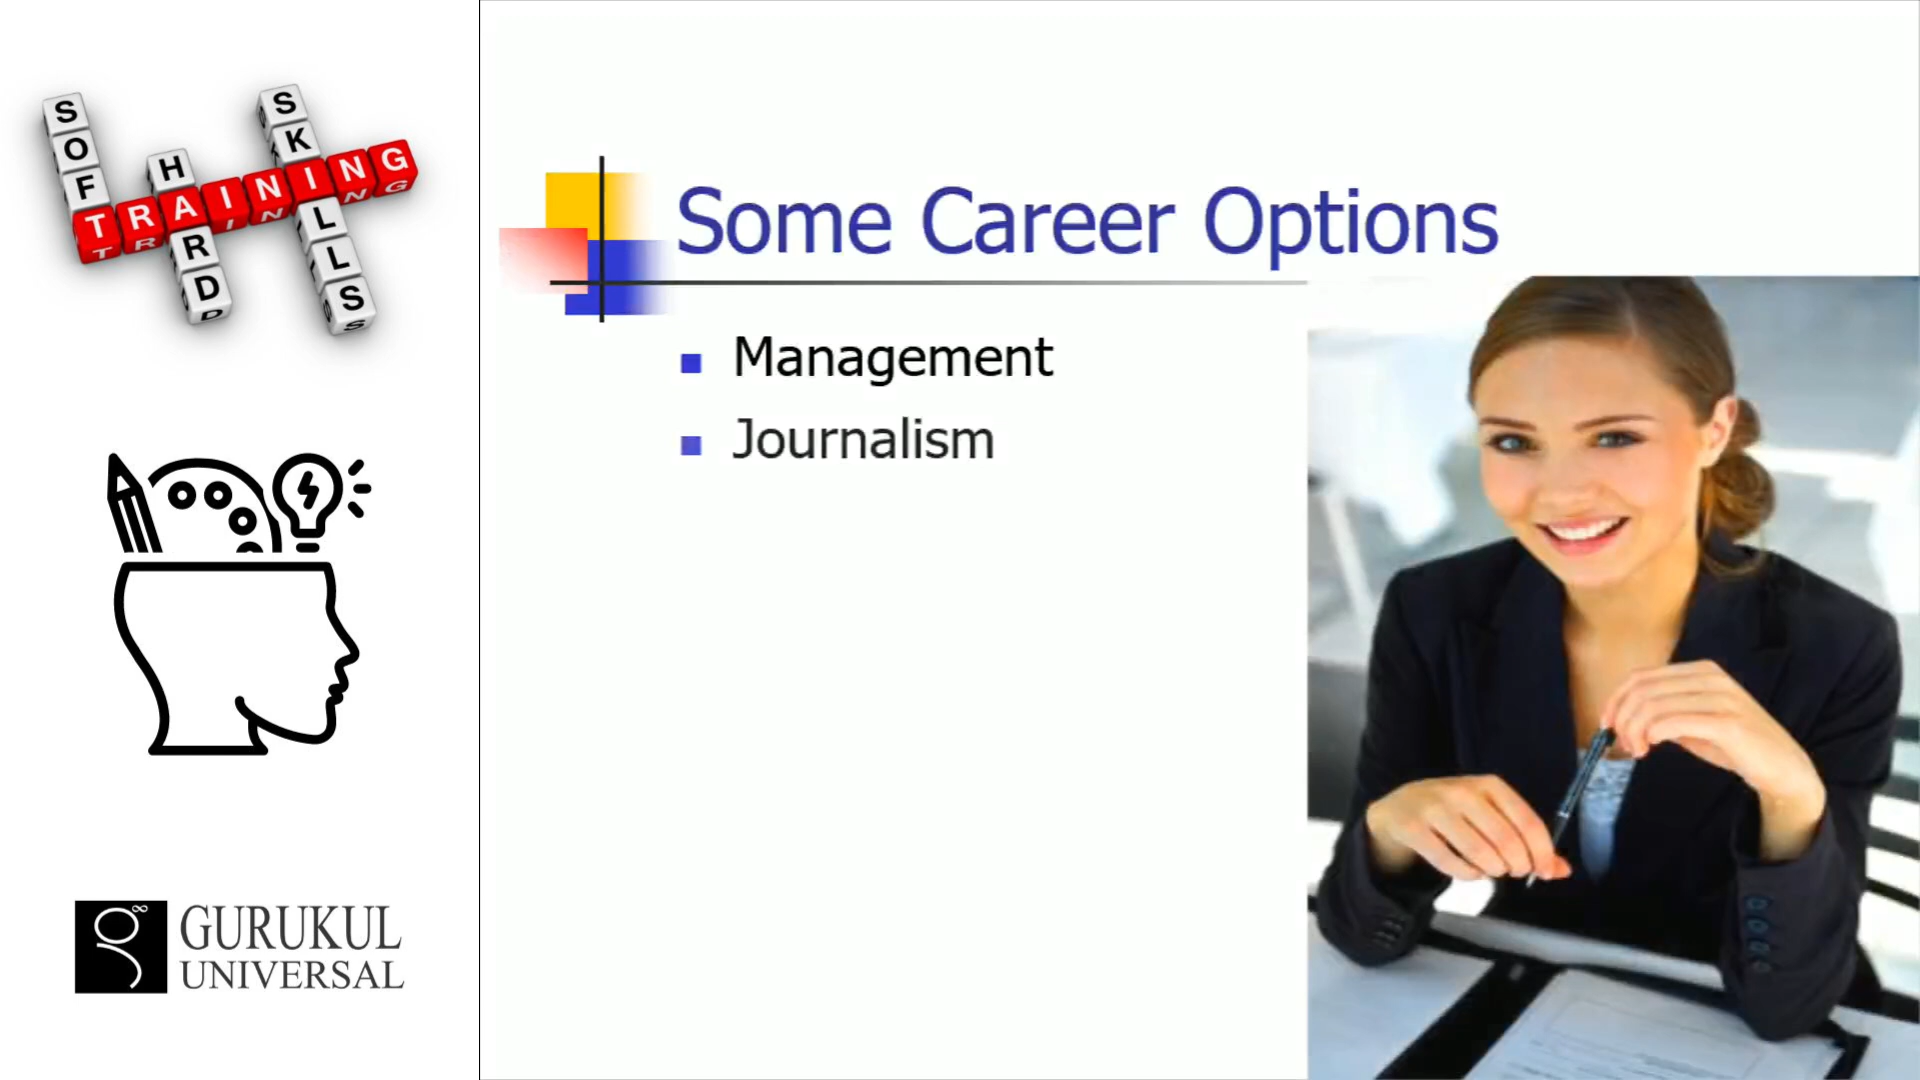 SOFT
HARD
SKILLS
TRAINING
GURUKUL
UNIVERSAL
Some Career Options
Management
Journalism